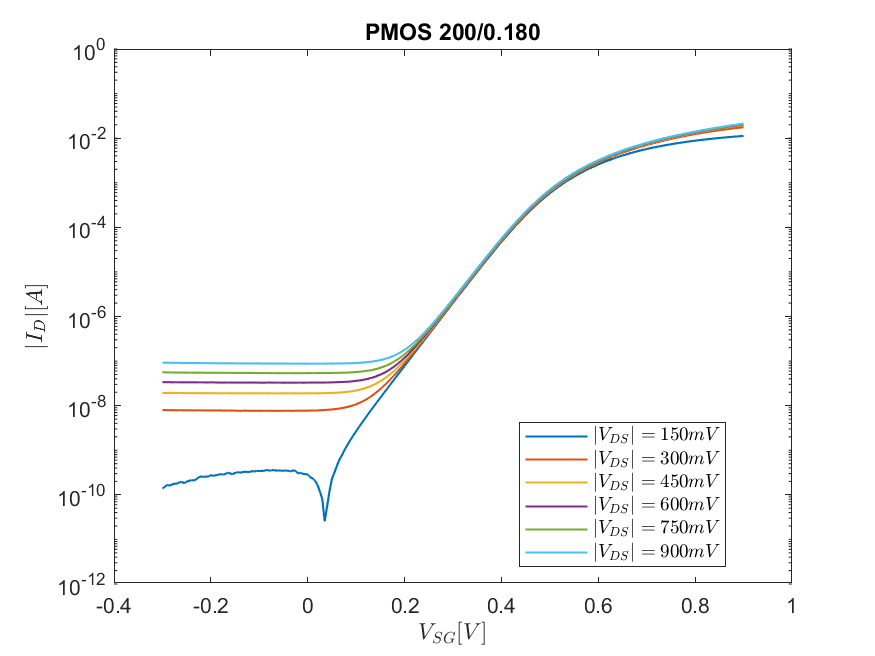 PMOS 200/0.180
10^0
10^-2
10^-4
10^-6
10^-8
10^-10
10^-12
|I_D|[A]
|V_DS| = 150mV
|V_DS| = 300mV
|V_DS| = 450mV
|V_DS| = 600mV
|V_DS| = 750mV
|V_DS| = 900mV
-0.4 -0.2 0 0.2 0.4 0.6 0.8 1
V_SG[V]